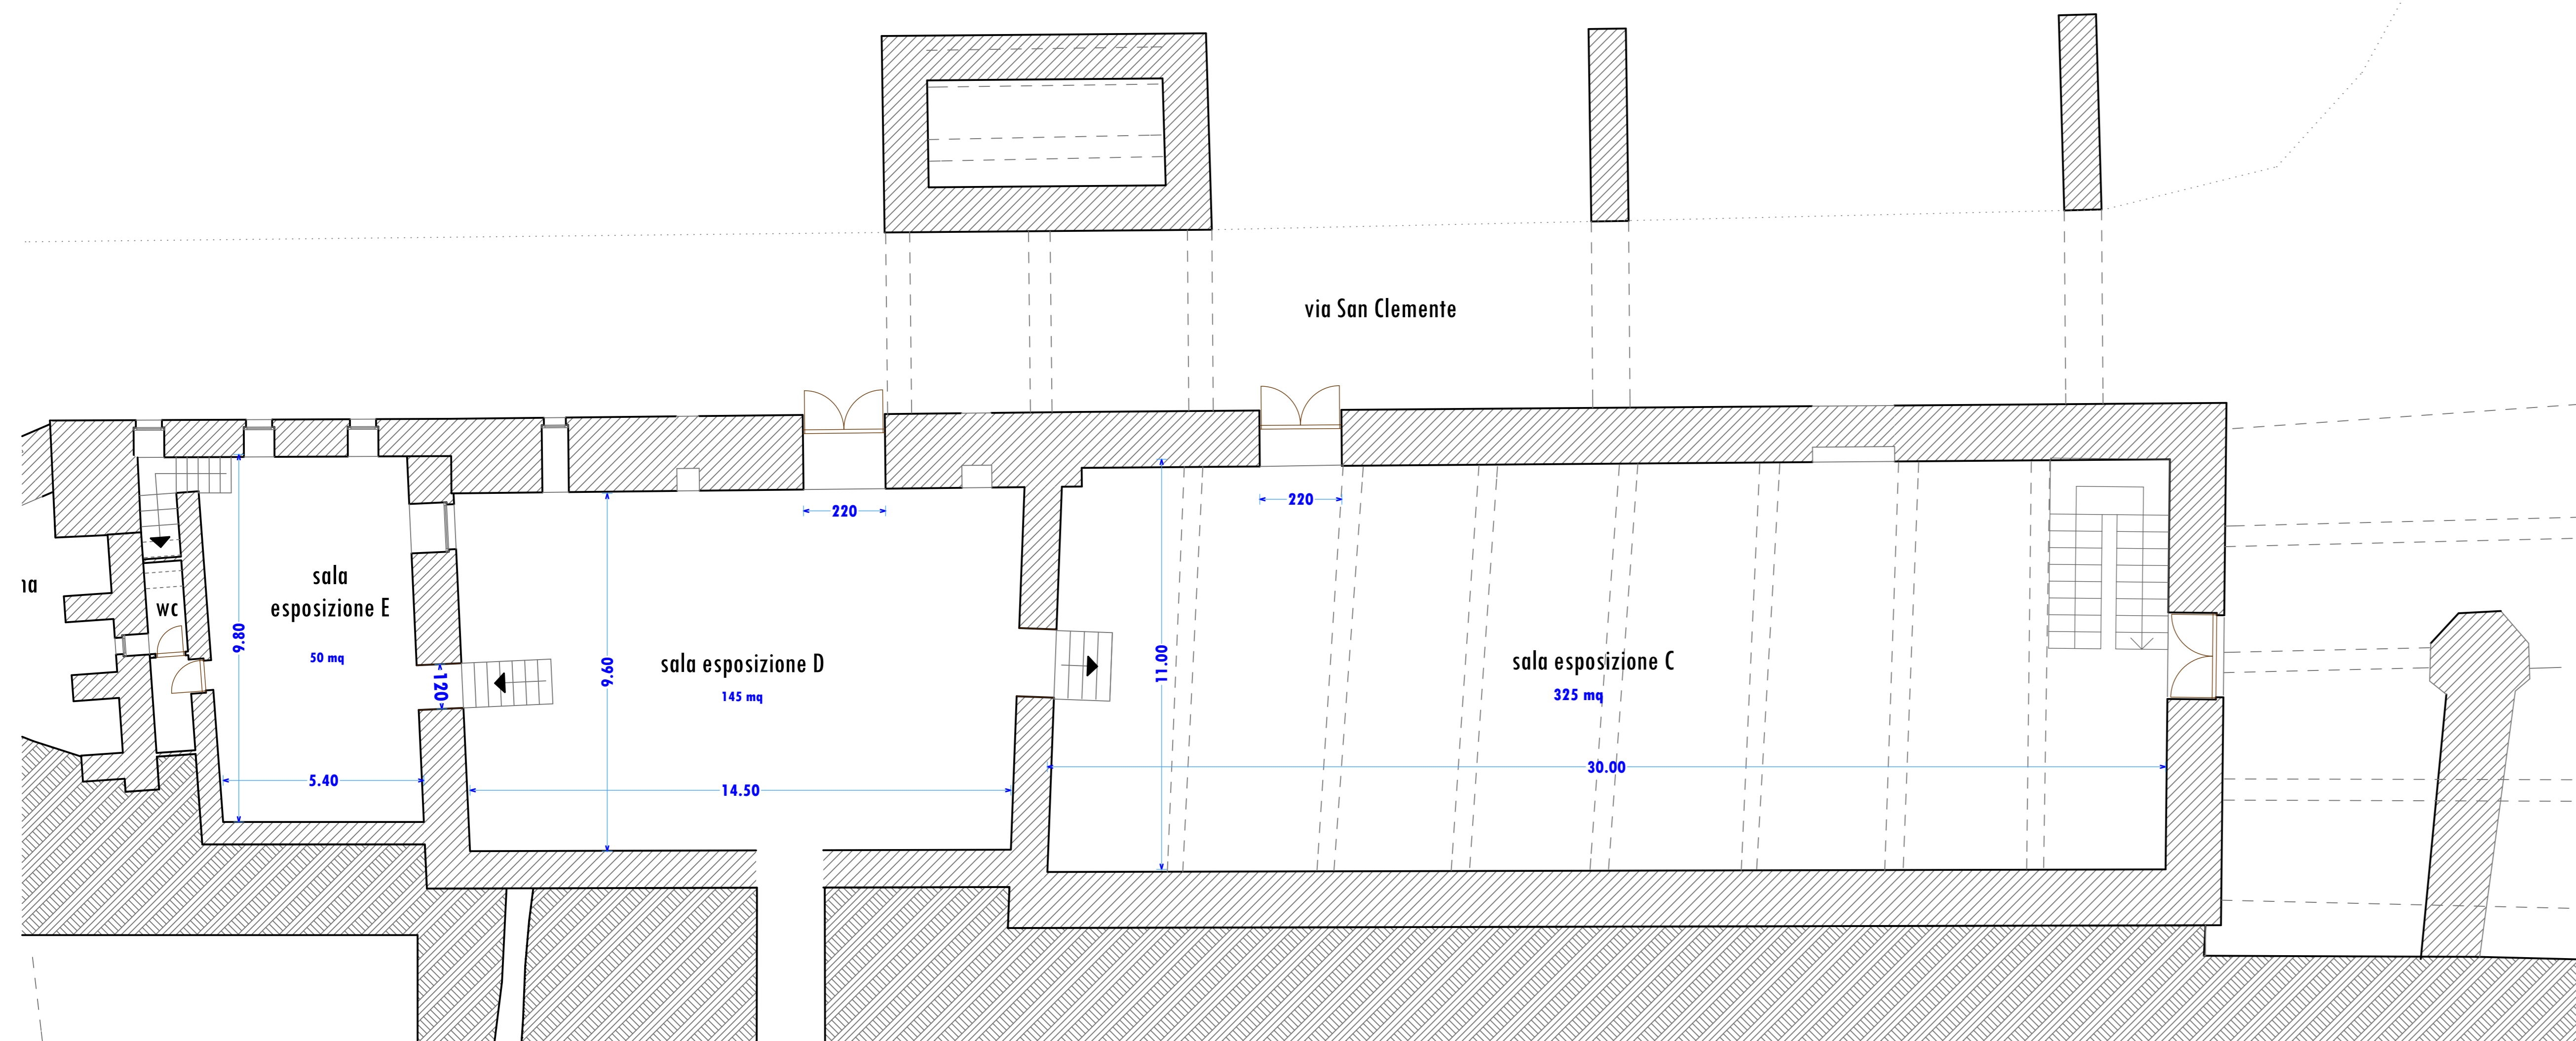 via San Clemente
220
220
na
sala
esposizione E
50 mq
wc
9.80
5.40
120
sala esposizione D
145 mq
9.60
14.50
sala esposizione C
325 mq
11.00
30.00